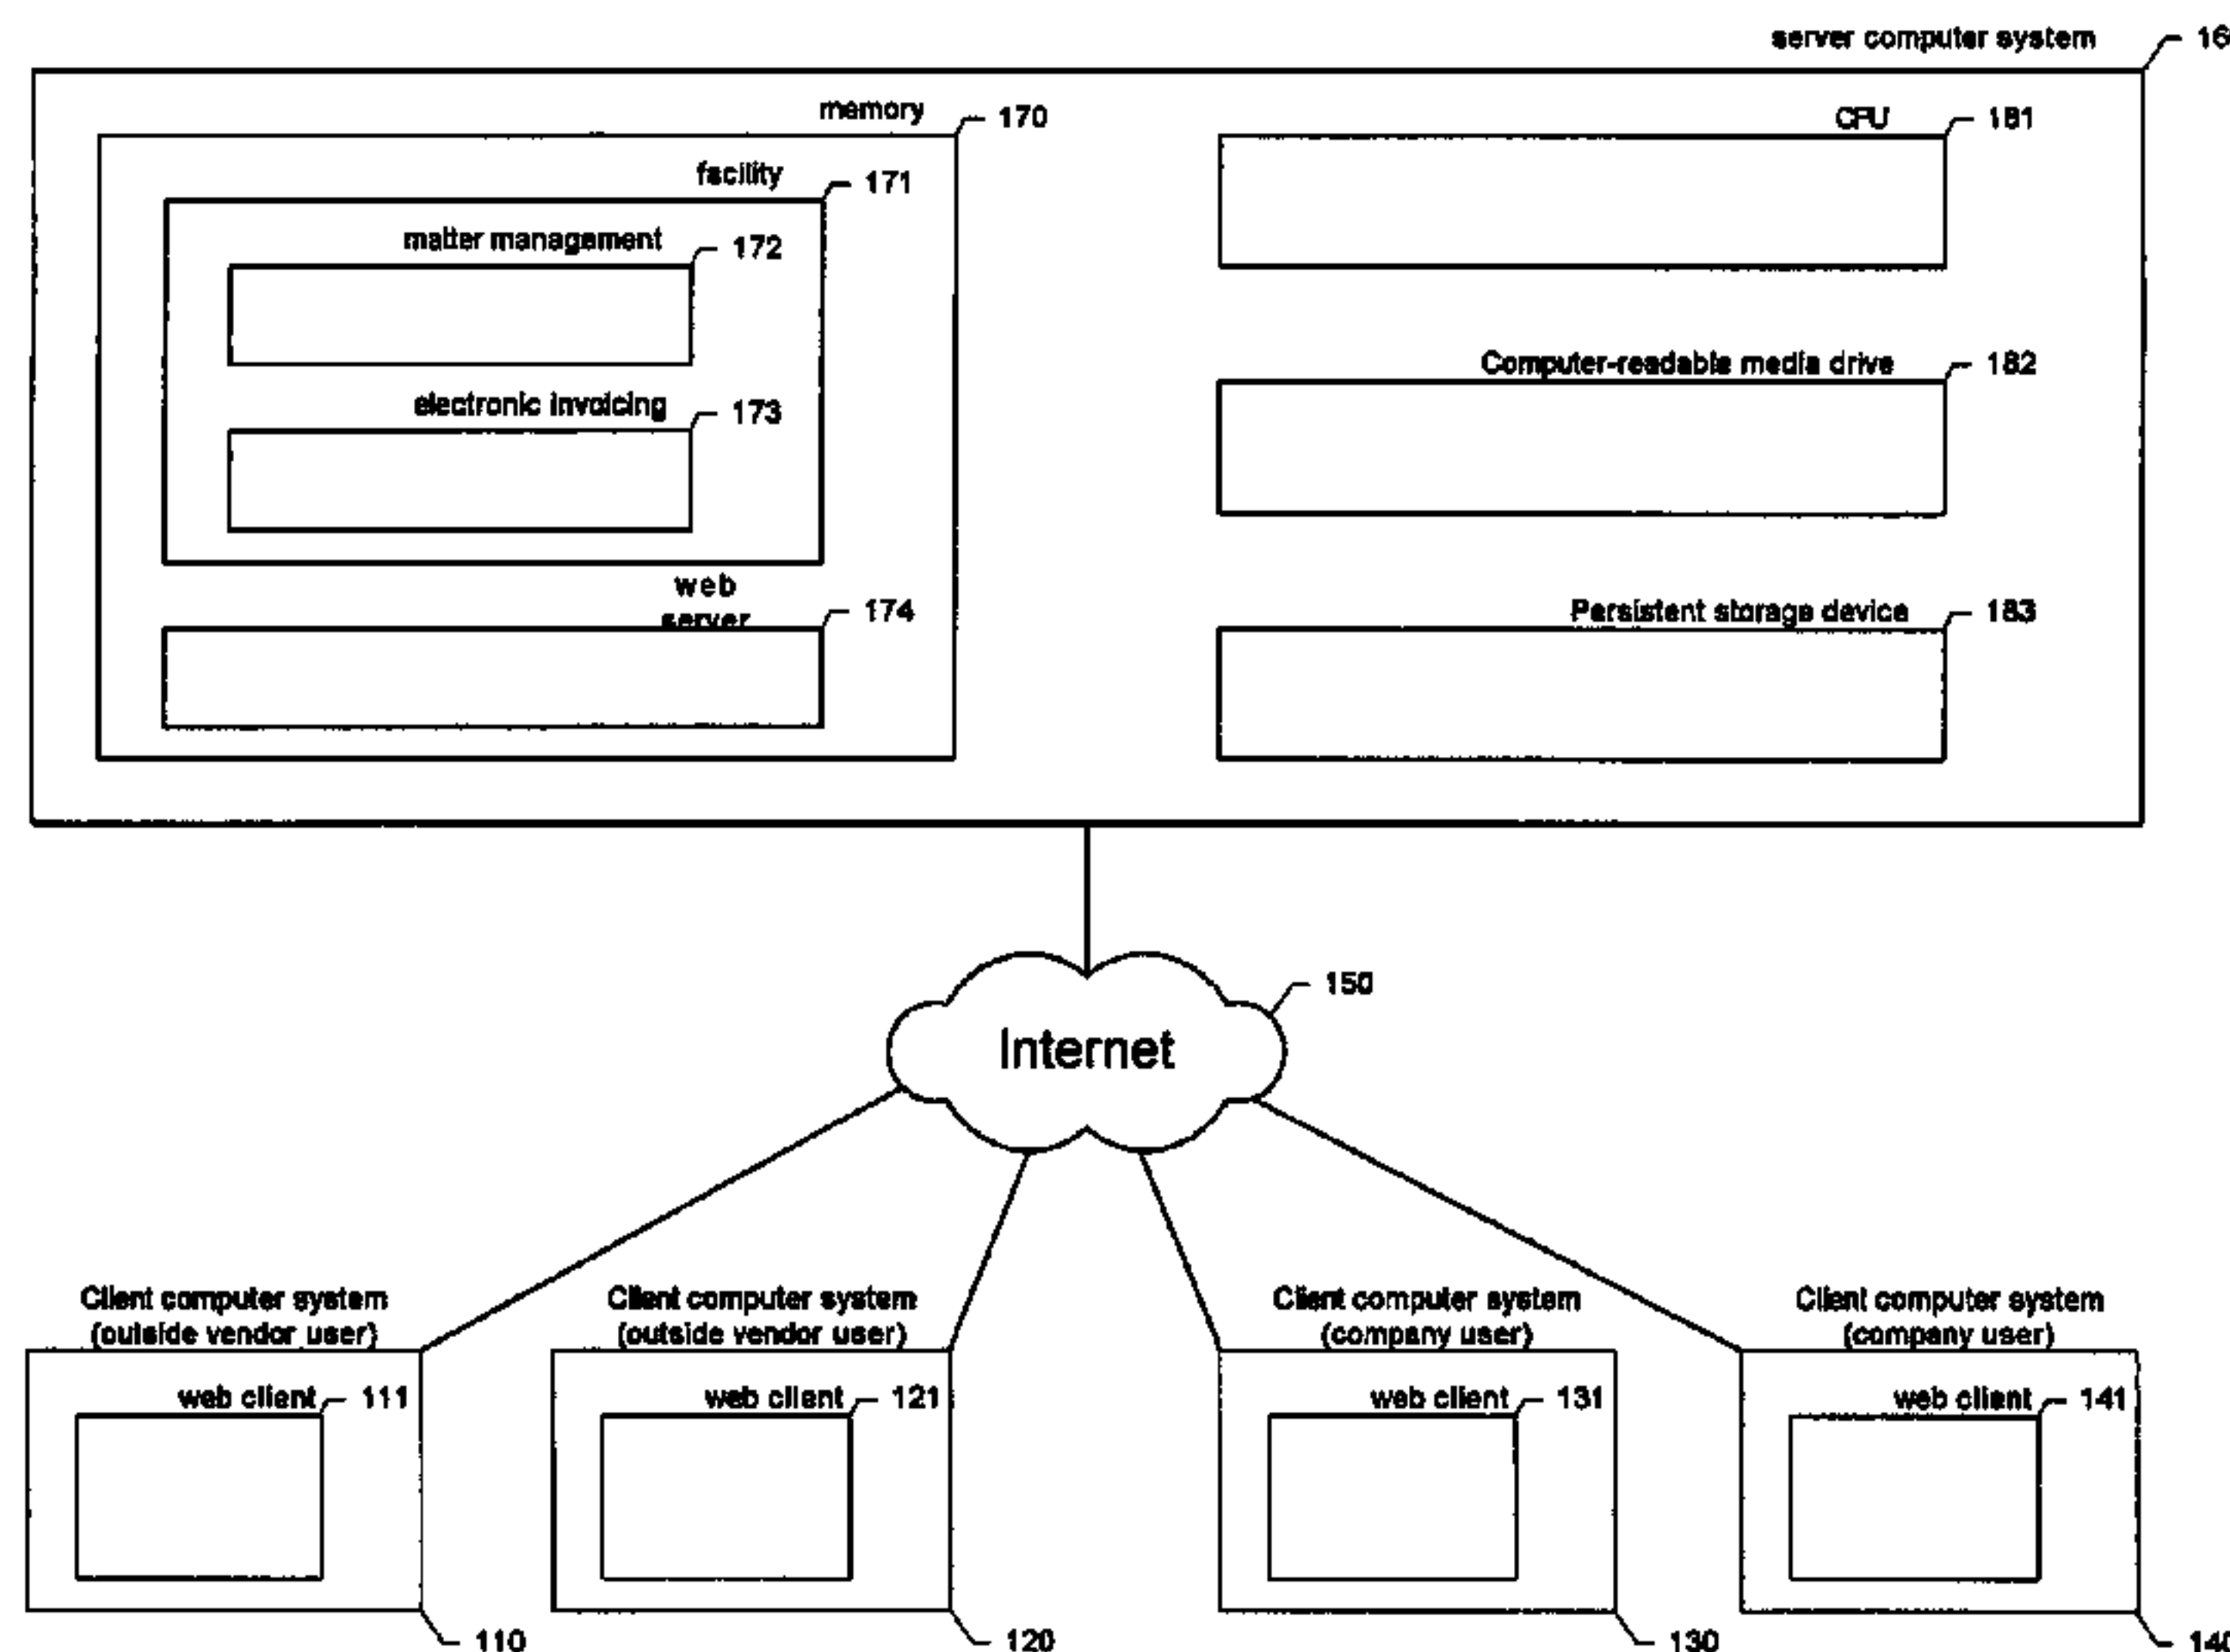 server computer system
memory 170 CPU 181
facility 171
matter management 172
Computer-readable media drive 182
electronic invoicing 173
web
server 174 Persistent storage device 183
150
Internet
Client computer system Client computer system Client computer system Client computer system
(outside vendor user) (outside vendor user) (company user) (company user)
web client 111 web client 121 web client 131 web client 141
110 120 130 140